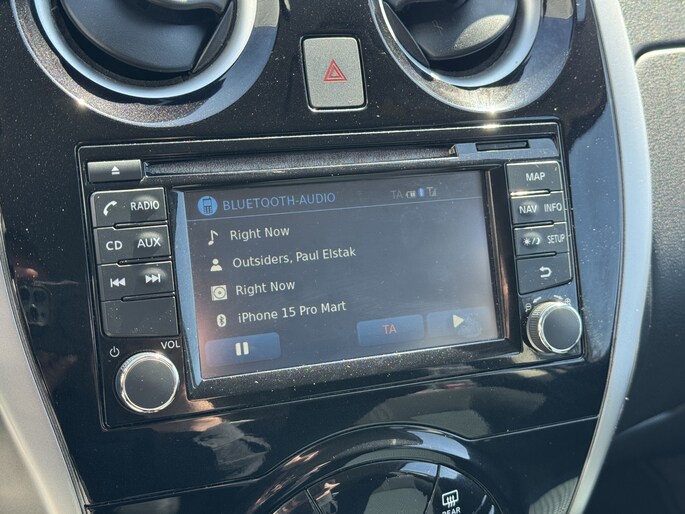 BLUETOOTH-AUDIO TA
Right Now
Outsiders, Paul Elstak
Right Now
iPhone 15 Pro Mart
TA
RADIO
CD AUX
VOL
MAP
NAV INFO
SETUP
REAR